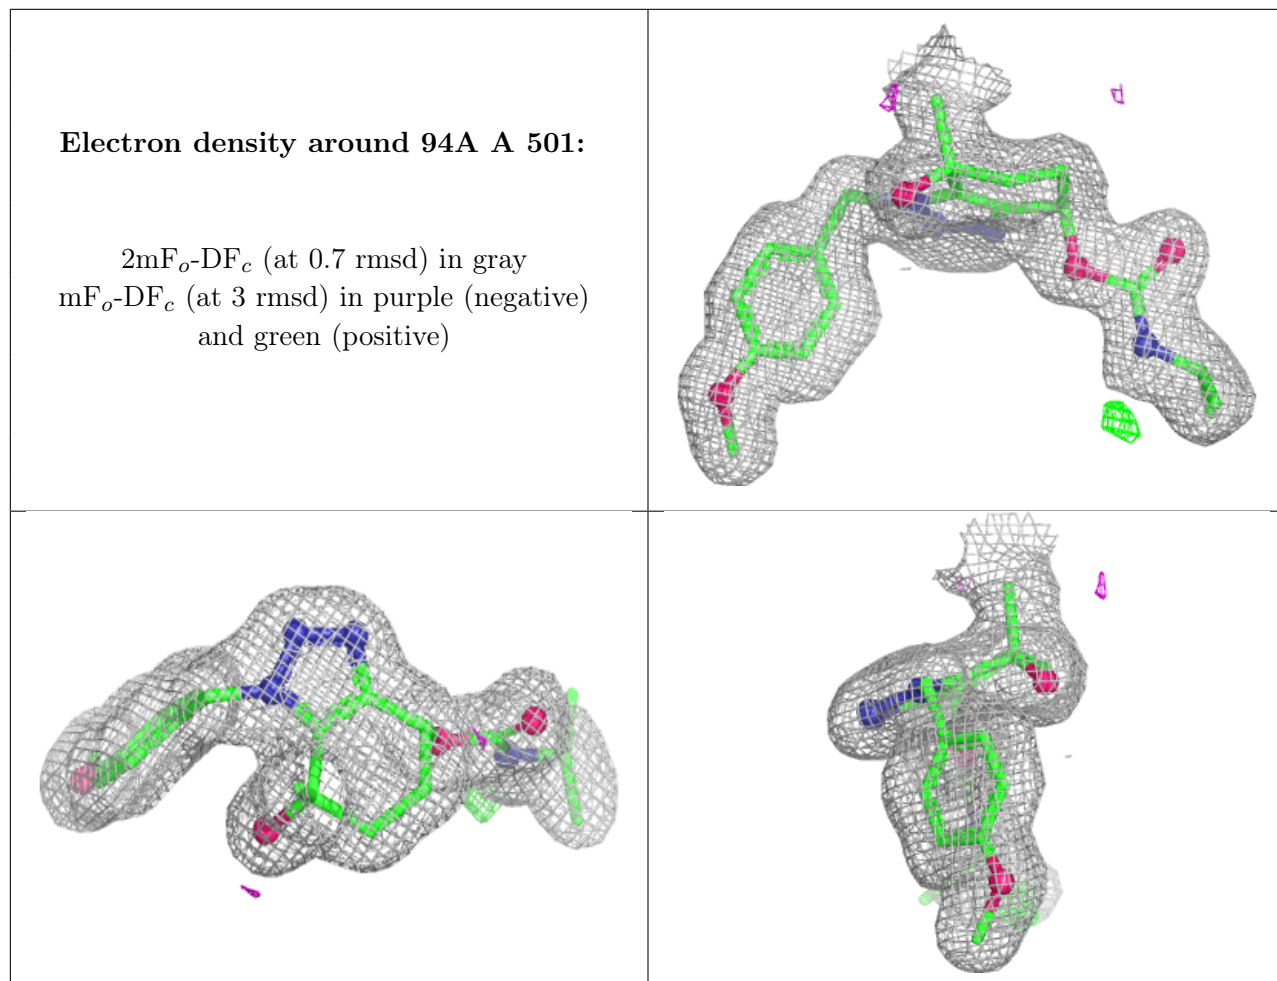 Electron density around 94A A 501:
2mFo-DFc (at 0.7 rmsd) in gray
mFo-DFc (at 3 rmsd) in purple (negative)
and green (positive)